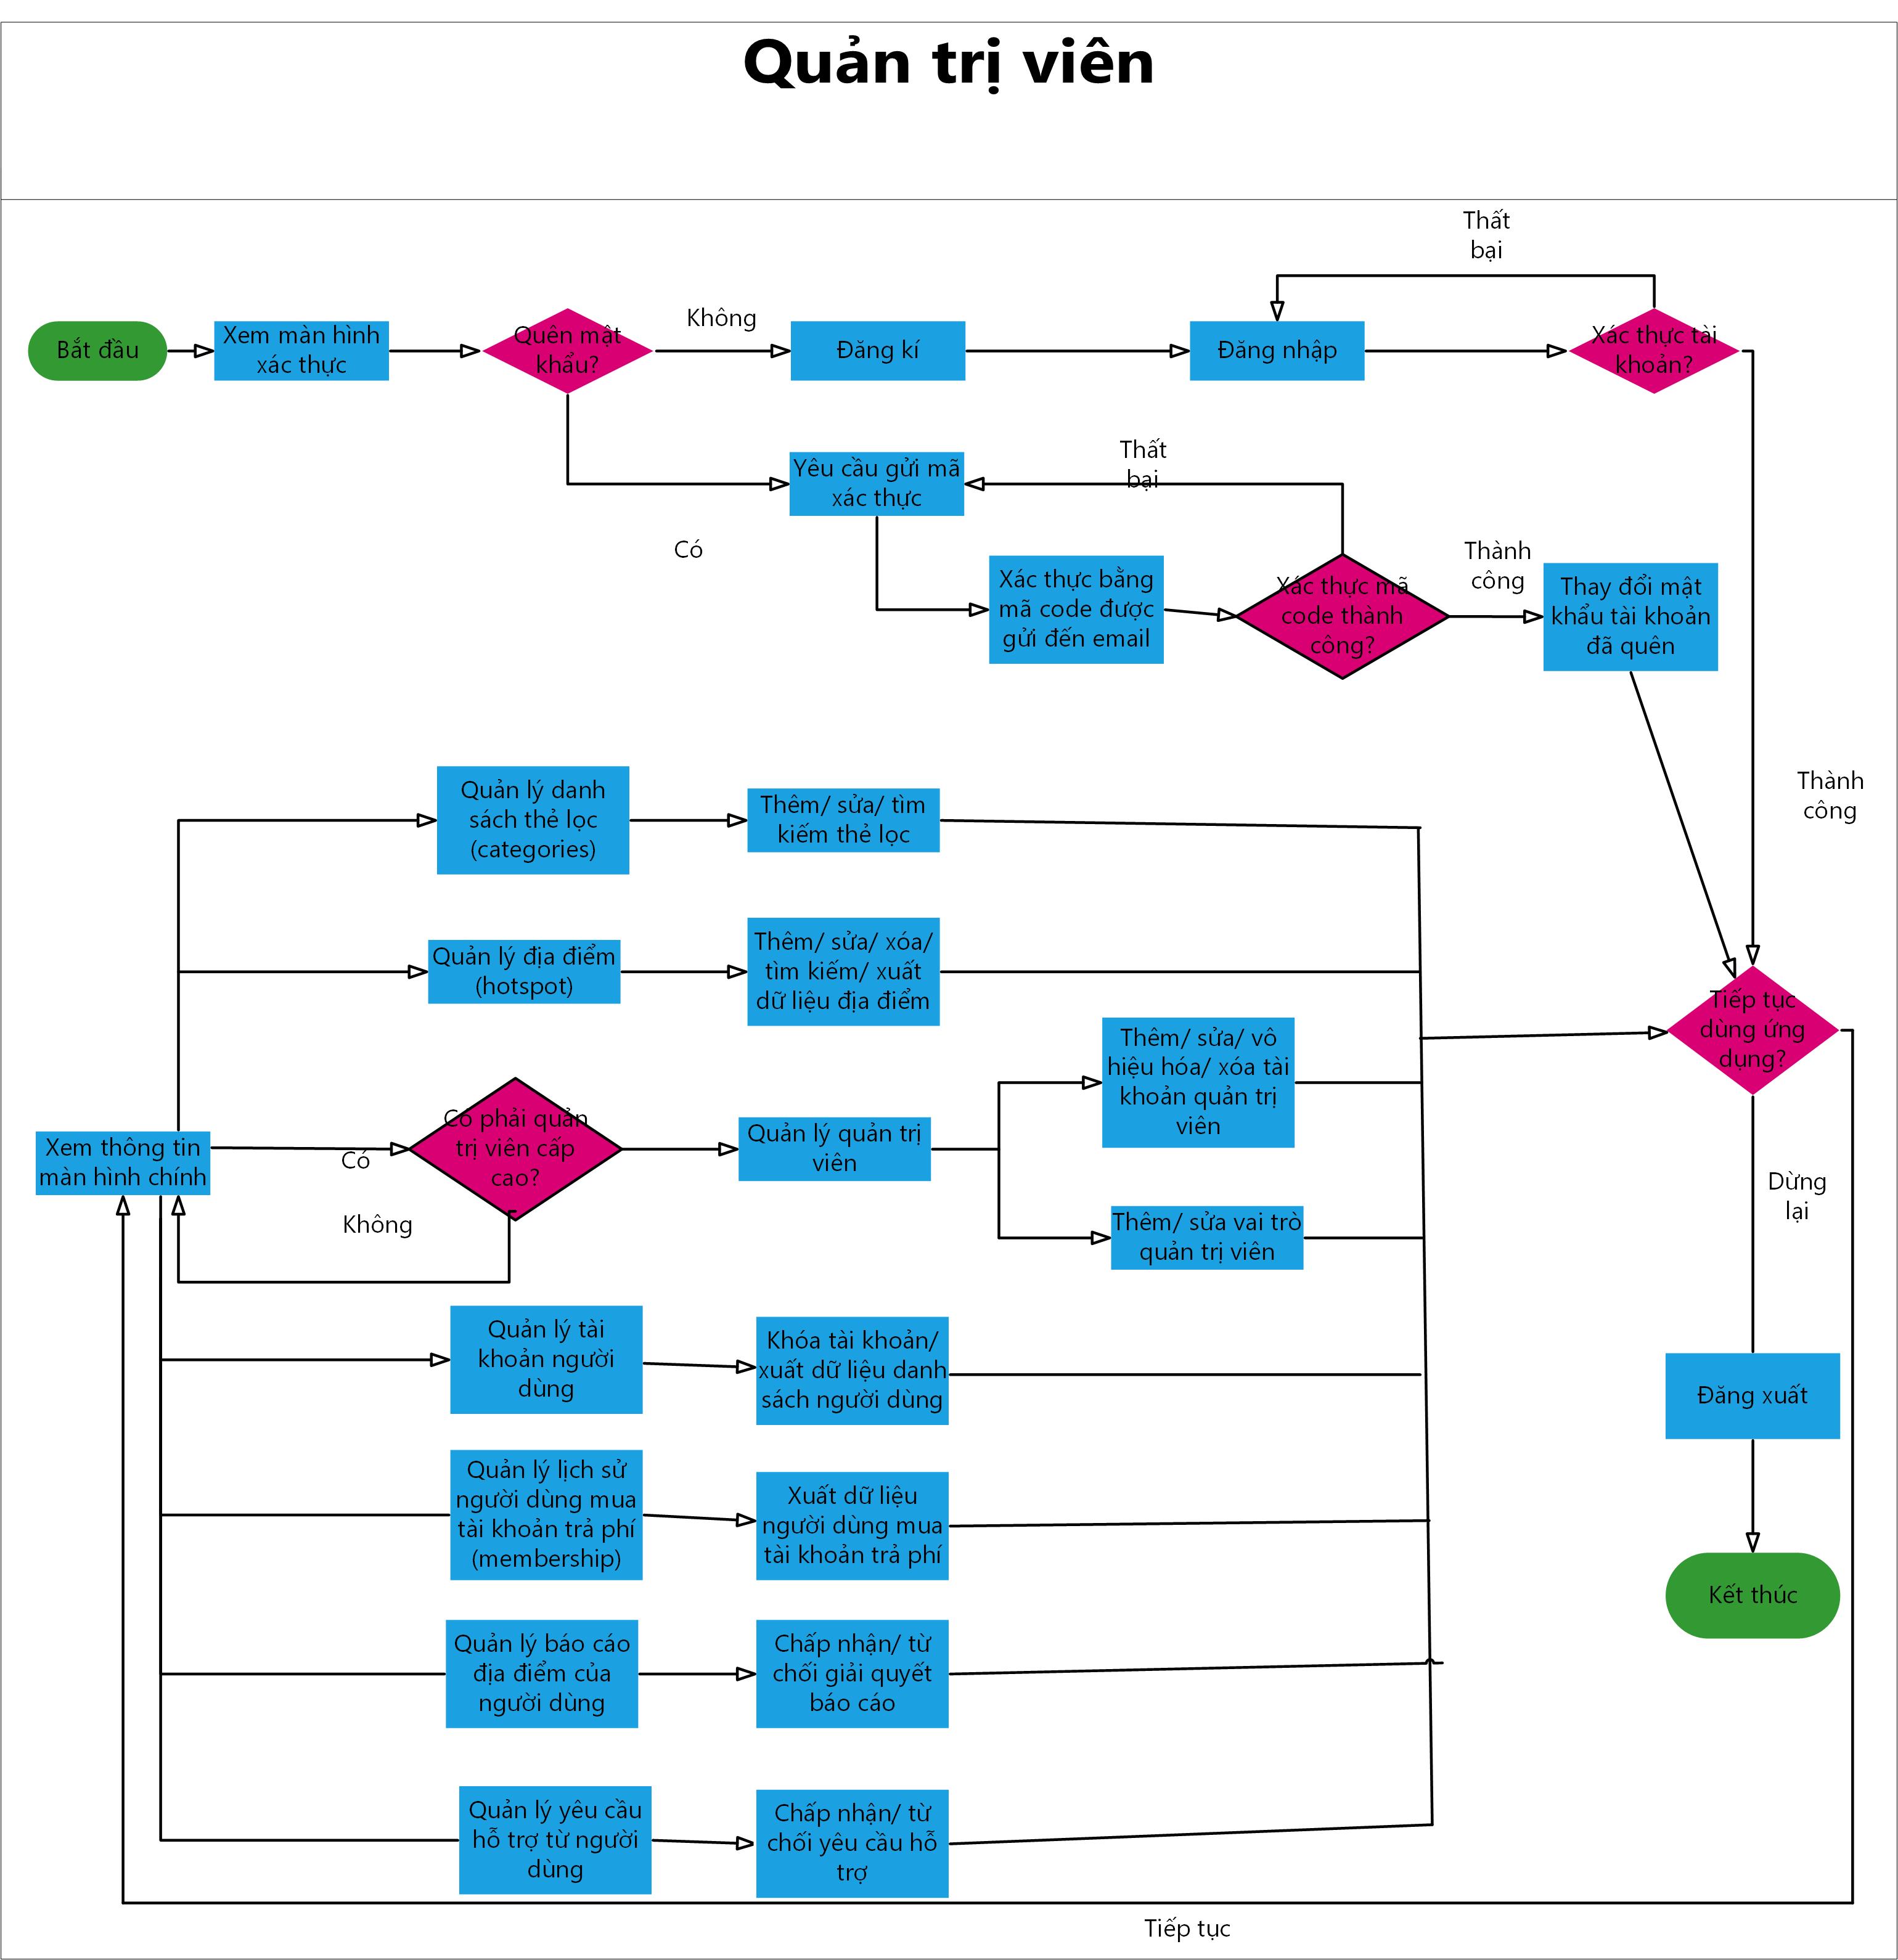 Quản trị viên
Thất
bại
Bắt đầu
Xem màn hình
xác thực
Quên mật
khẩu?
Không
Đăng kí
Đăng nhập
Xác thực tài
khoản?
Có
Yêu cầu gửi mã
xác thực
Thất
bại
Xác thực bằng
mã code được
gửi đến email
Xác thực mã
code thành
công?
Thành
công
Thay đổi mật
khẩu tài khoản
đã quên
Thành
công
Quản lý danh
sách thẻ lọc
(categories)
Thêm/ sửa/ tìm
kiếm thẻ lọc
Quản lý địa điểm
(hotspot)
Thêm/ sửa/ xóa/
tìm kiếm/ xuất
dữ liệu địa điểm
Tiếp tục
dùng ứng
dụng?
Xem thông tin
màn hình chính
Có
Không
Có phải quản
trị viên cấp
cao?
Quản lý quản trị
viên
Thêm/ sửa/ vô
hiệu hóa/ xóa tài
khoản quản trị
viên
Thêm/ sửa vai trò
quản trị viên
Dừng
lại
Quản lý tài
khoản người
dùng
Khóa tài khoản/
xuất dữ liệu danh
sách người dùng
Đăng xuất
Quản lý lịch sử
người dùng mua
tài khoản trả phí
(membership)
Xuất dữ liệu
người dùng mua
tài khoản trả phí
Kết thúc
Quản lý báo cáo
địa điểm của
người dùng
Chấp nhận/ từ
chối giải quyết
báo cáo
Quản lý yêu cầu
hỗ trợ từ người
dùng
Chấp nhận/ từ
chối yêu cầu hỗ
trợ
Tiếp tục